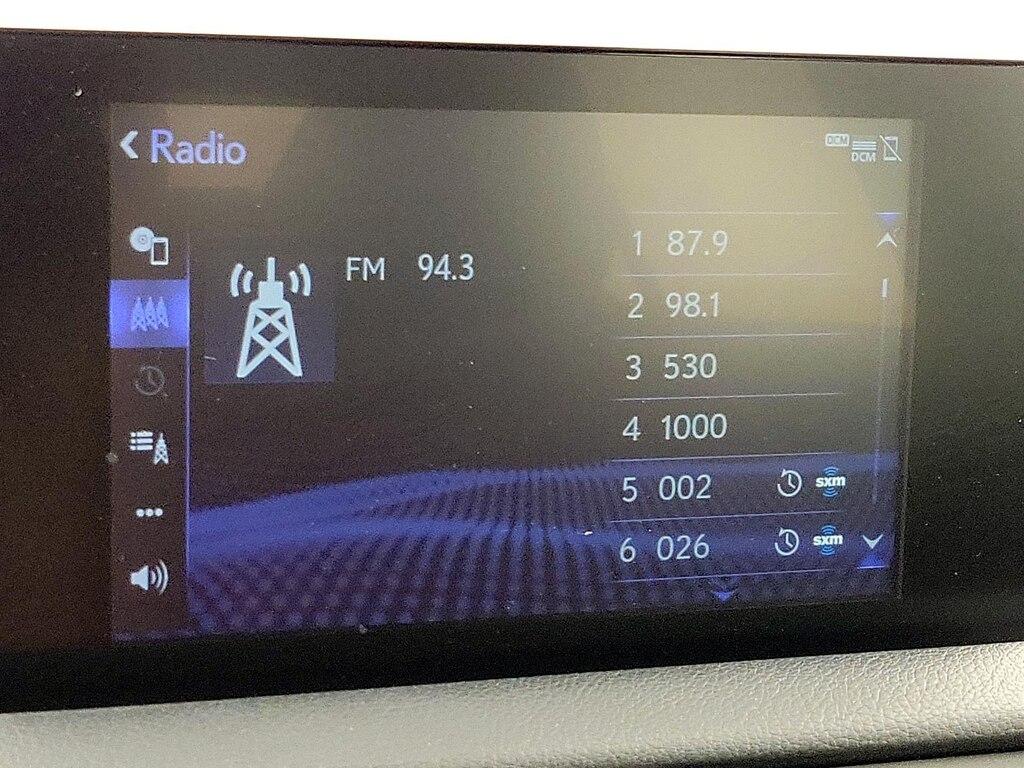 Radio
DCM
DCM
FM 94.3
1 87.9
2 98.1
3 530
4 1000
5 002 sxm
6 026 sxm